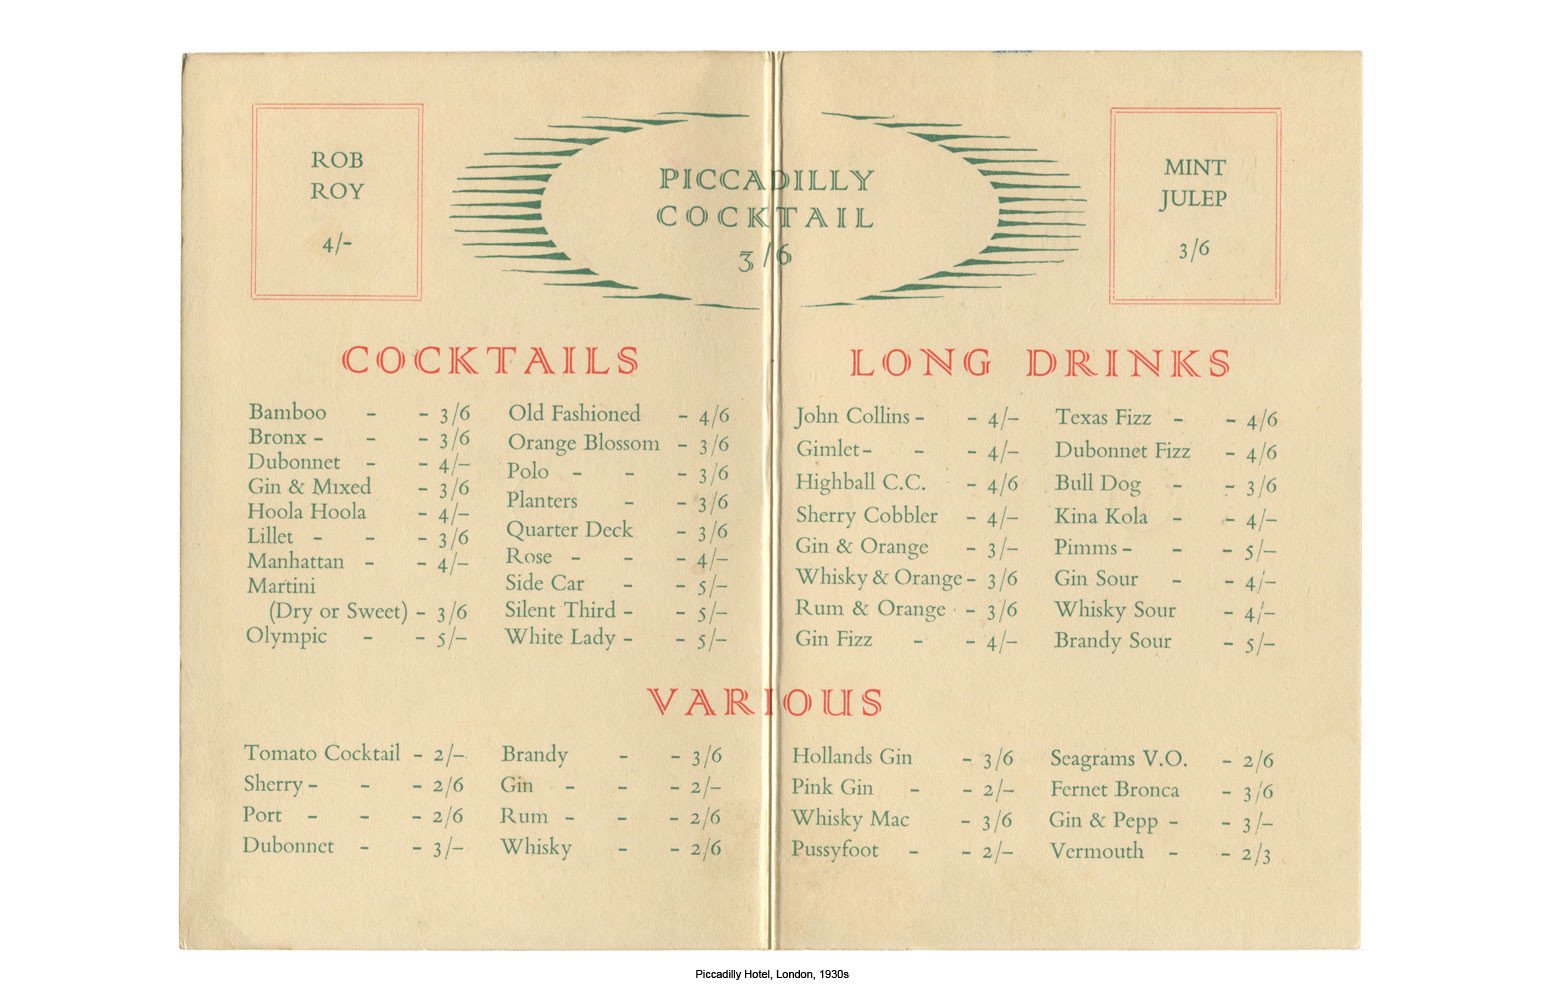 ROB
ROY
4/-
PICCADILLY
COCKTAIL
3/6
MINT
JULEP
3/6
COCKTAILS
Bamboo - - 3/6
Bronx - - - 3/6
Dubonnet - - 4/-
Gin & Mixed - 3/6
Hoola Hoola - 4/-
Lillet - - - 3/6
Manhattan - - 4/-
Martini
(Dry or Sweet) - 3/6
Olympic - - 5/-
Old Fashioned - 4/6
Orange Blossom - 3/6
Polo - - - 3/6
Planters - - 3/6
Quarter Deck - 3/6
Rose - - - 4/-
Side Car - - 5/-
Silent Third - - 5/-
White Lady - - 5/-
LONG DRINKS
John Collins - - 4/-
Gimlet - - - 4/-
Highball C.C. - 4/6
Sherry Cobbler - 4/-
Gin & Orange - 3/-
Whisky & Orange - 3/6
Rum & Orange - 3/6
Gin Fizz - - 4/-
Texas Fizz - - 4/6
Dubonnet Fizz - 4/6
Bull Dog - - 3/6
Kina Kola - - 4/-
Pimms - - - 5/-
Gin Sour - - 4/-
Whisky Sour - 4/-
Brandy Sour - 5/-
VARIOUS
Tomato Cocktail - 2/-
Sherry - - - 2/6
Port - - - 2/6
Dubonnet - - 3/-
Brandy - - 3/6
Gin - - - 2/-
Rum - - - 2/6
Whisky - - 2/6
Hollands Gin - 3/6
Pink Gin - - 2/-
Whisky Mac - 3/6
Pussyfoot - - 2/-
Seagrams V.O. - 2/6
Fernet Bronca - 3/6
Gin & Pepp - - 3/-
Vermouth - - 2/3
Piccadilly Hotel, London, 1930s